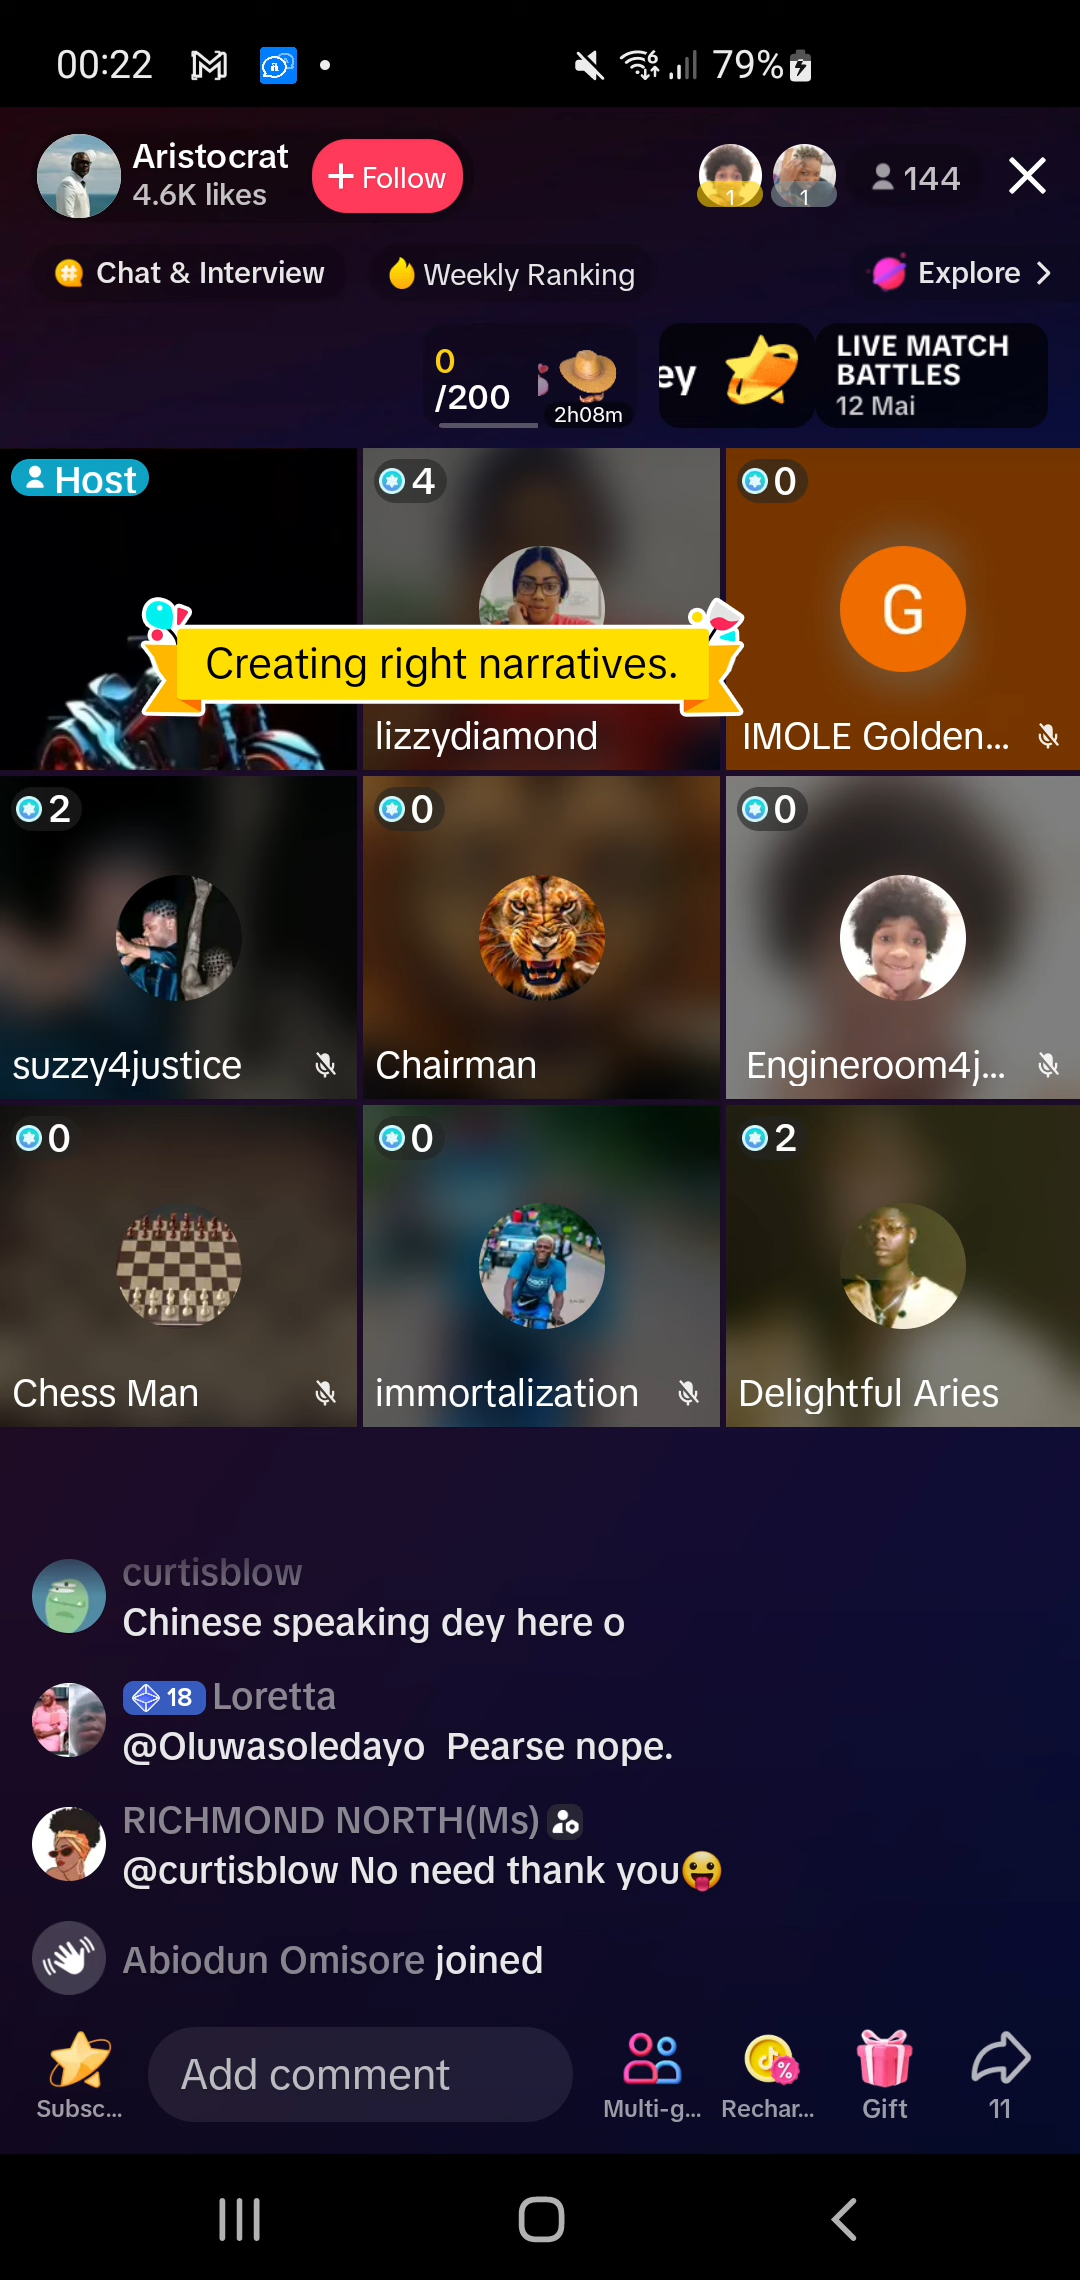 00:22
79%
Aristocrat
4.6K likes
+ Follow
1
1
144
Chat & Interview
Weekly Ranking
Explore
0
/200
2h08m
ey
LIVE MATCH
BATTLES
12 Mai
Host
4
0
Creating right narratives.
lizzydiamond
IMOLE Golden...
G
2
0
0
suzzy4justice
Chairman
Engineroom4j...
0
0
2
Chess Man
immortalization
Delightful Aries
curtisblow
Chinese speaking dey here o
18 Loretta
@Oluwasoledayo Pearse nope.
RICHMOND NORTH(Ms)
@curtisblow No need thank you😛
Abiodun Omisore joined
Add comment
Subsc...
Multi-g...
Rechar...
Gift
11